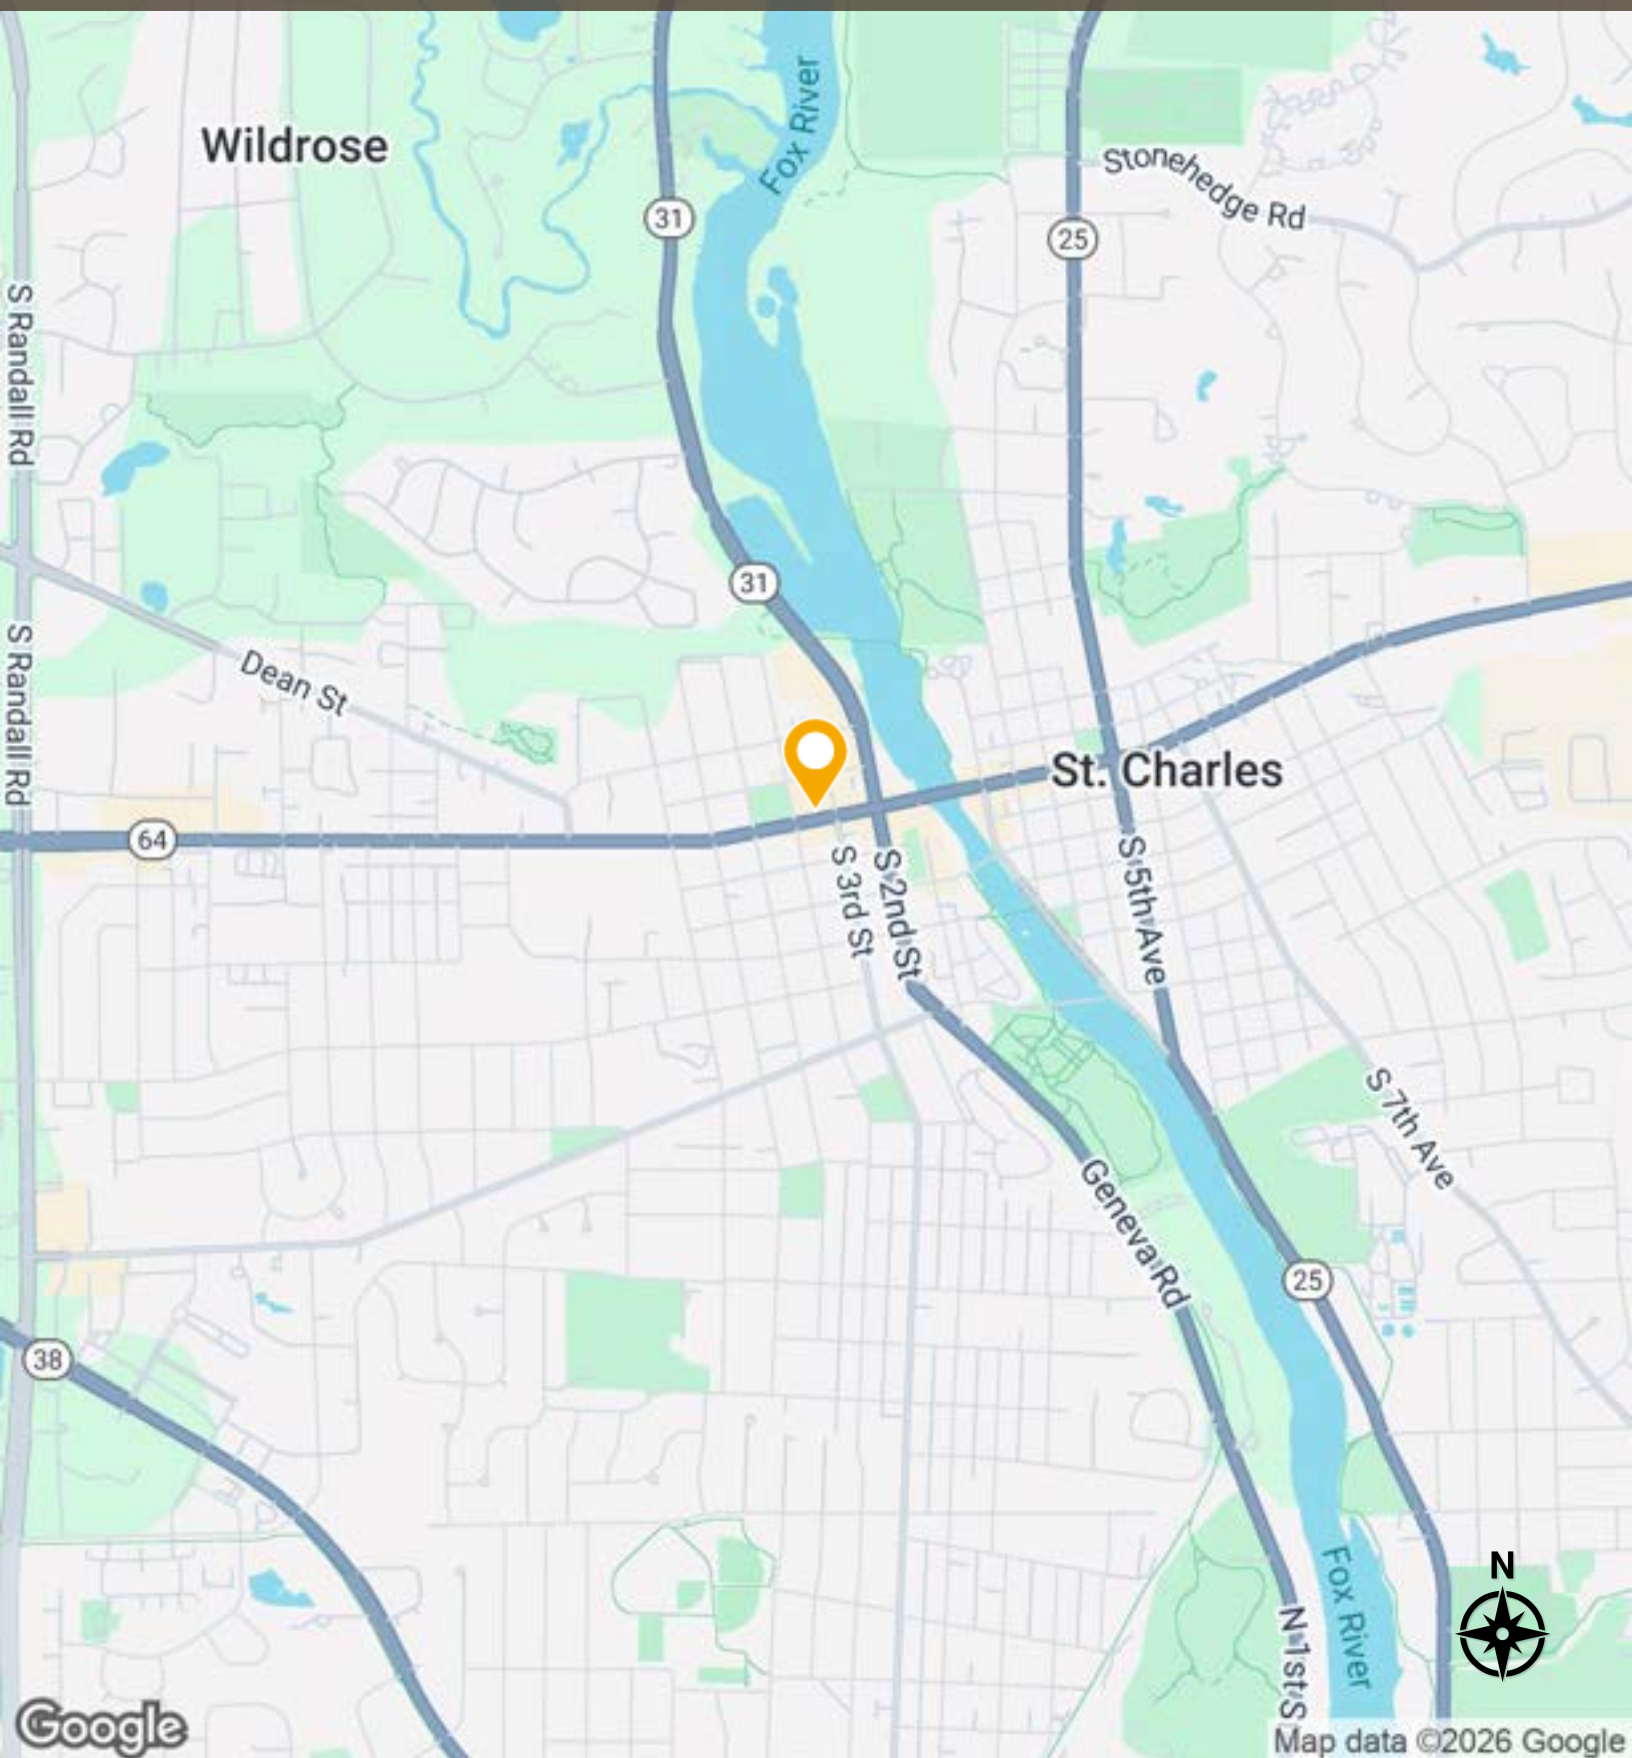 Fox River
Wildrose
Stonehedge Rd
31
25
S Randall Rd
31
S Randall Rd
Dean St
St. Charles
64
S 3rd St
S 2nd St
S 5th Ave
S 7th Ave
Geneva Rd
25
38
Fox River
N
N 1st S
Google
Map data ©2026 Google